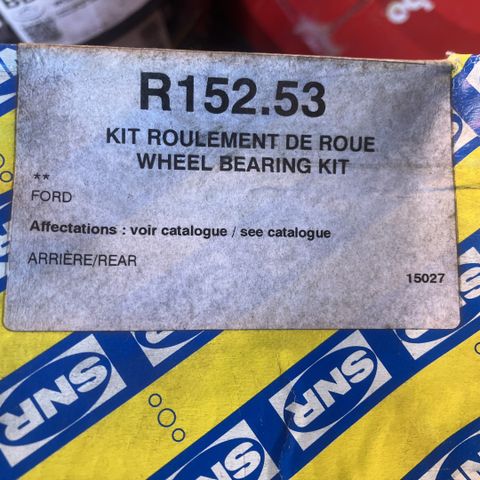 R152.53
KIT ROULEMENT DE ROUE
WHEEL BEARING KIT
**
FORD
Affectations : voir catalogue / see catalogue
ARRIÈRE/REAR
15027
SNR
SNR
SNR
SNR